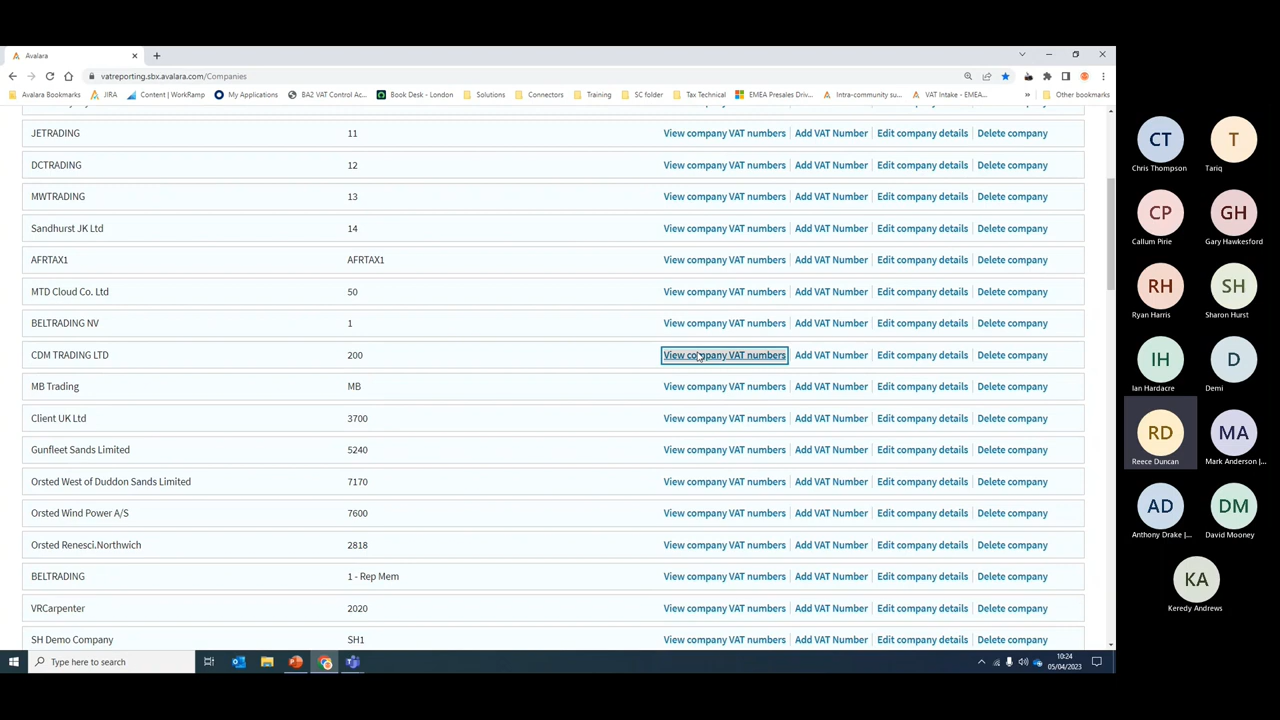 Avalara
vatreporting.sbx.avalara.com/Companies
Avalara Bookmarks JIRA Content | WorkRamp My Applications BA2 VAT Control Ac... Book Desk - London Solutions Connectors Training SC folder Tax Technical EMEA Presales Driv... Intra-community su... VAT Intake - EMEA... » Other bookmarks
JETRADING 11 View company VAT numbers Add VAT Number Edit company details Delete company
DCTRADING 12 View company VAT numbers Add VAT Number Edit company details Delete company
MWTRADING 13 View company VAT numbers Add VAT Number Edit company details Delete company
Sandhurst JK Ltd 14 View company VAT numbers Add VAT Number Edit company details Delete company
AFRTAX1 AFRTAX1 View company VAT numbers Add VAT Number Edit company details Delete company
MTD Cloud Co. Ltd 50 View company VAT numbers Add VAT Number Edit company details Delete company
BELTRADING NV 1 View company VAT numbers Add VAT Number Edit company details Delete company
CDM TRADING LTD 200 View company VAT numbers Add VAT Number Edit company details Delete company
MB Trading MB View company VAT numbers Add VAT Number Edit company details Delete company
Client UK Ltd 3700 View company VAT numbers Add VAT Number Edit company details Delete company
Gunfleet Sands Limited 5240 View company VAT numbers Add VAT Number Edit company details Delete company
Orsted West of Duddon Sands Limited 7170 View company VAT numbers Add VAT Number Edit company details Delete company
Orsted Wind Power A/S 7600 View company VAT numbers Add VAT Number Edit company details Delete company
Orsted Renesci.Northwich 2818 View company VAT numbers Add VAT Number Edit company details Delete company
BELTRADING 1 - Rep Mem View company VAT numbers Add VAT Number Edit company details Delete company
VRCarpenter 2020 View company VAT numbers Add VAT Number Edit company details Delete company
SH Demo Company SH1 View company VAT numbers Add VAT Number Edit company details Delete company
Type here to search
10:24
05/04/2023
CT T
Chris Thompson Tariq
CP GH
Callum Pirie Gary Hawkesford
RH SH
Ryan Harris Sharon Hurst
IH D
Ian Hardacre Demi
RD MA
Reece Duncan Mark Anderson |...
AD DM
Anthony Drake |... David Mooney
KA
Keredy Andrews